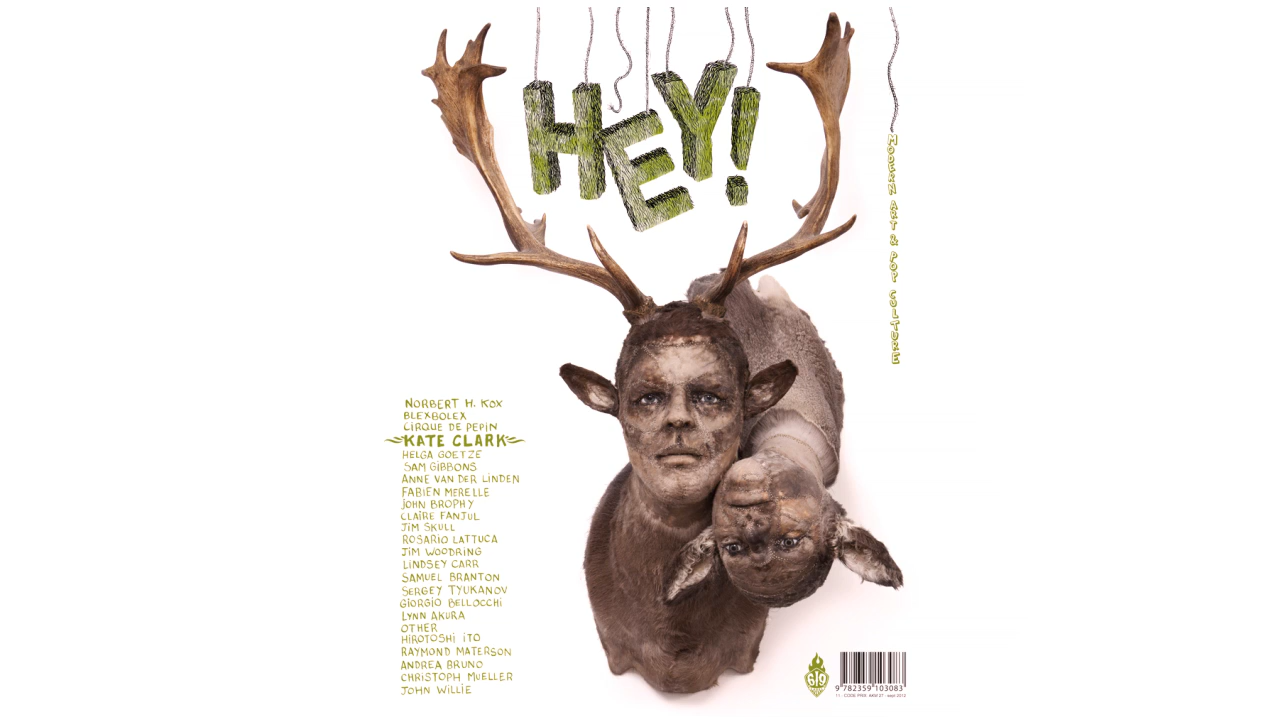 HEY!
MODERN ART & POP CULTURE
NORBERT H. KOX
BLEXBOLEX
CIRQUE DE PEPIN
KATE CLARK
HELGA GOETZE
SAM GIBBONS
ANNE VAN DER LINDEN
FABIEN MERELLE
JOHN BROPHY
CLAIRE FANJUL
JIM SKULL
ROSARIO LATTUCA
JIM WOODRING
LINDSEY CARR
SAMUEL BRANTON
SERGEY TYUKANOV
GIORGIO BELLOCCHI
LYNN AKURA
OTHER
HIROTOSHI ITO
RAYMOND MATERSON
ANDREA BRUNO
CHRISTOPH MUELLER
JOHN WILLIE
619
9 782359 103083